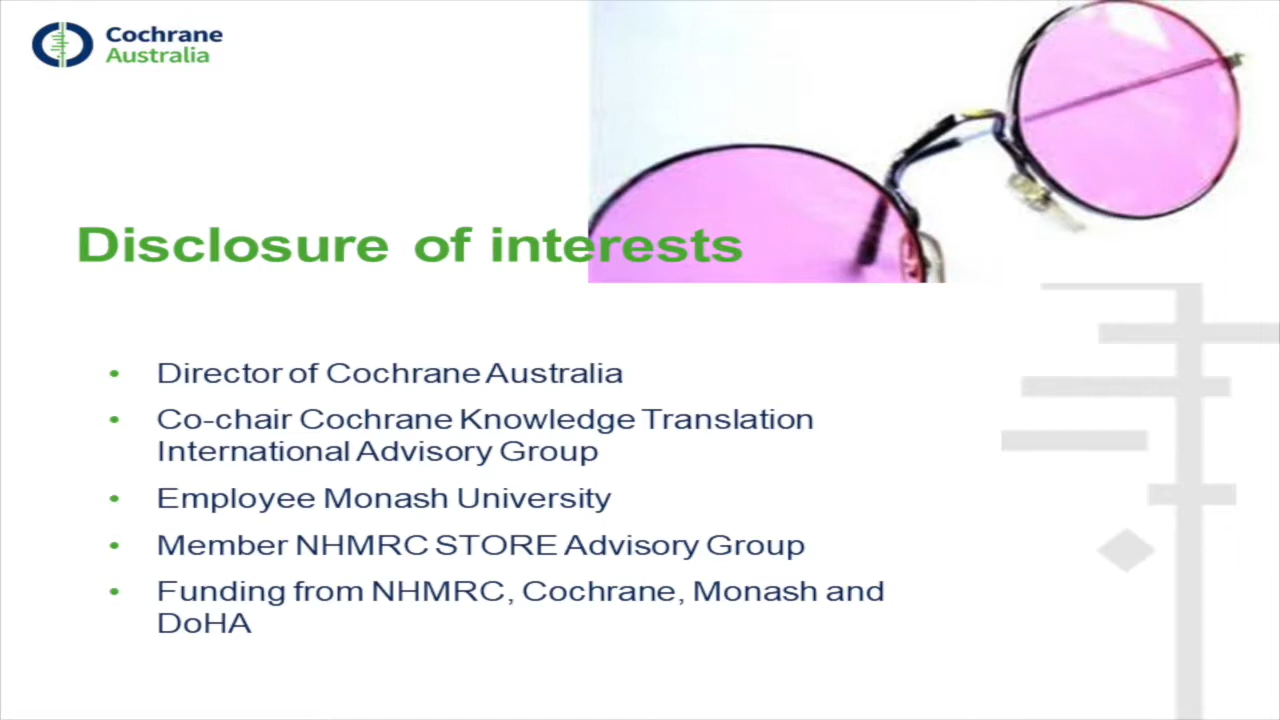 Cochrane
Australia
Disclosure of interests
• Director of Cochrane Australia
• Co-chair Cochrane Knowledge Translation
International Advisory Group
• Employee Monash University
• Member NHMRC STORE Advisory Group
• Funding from NHMRC, Cochrane, Monash and
DoHA